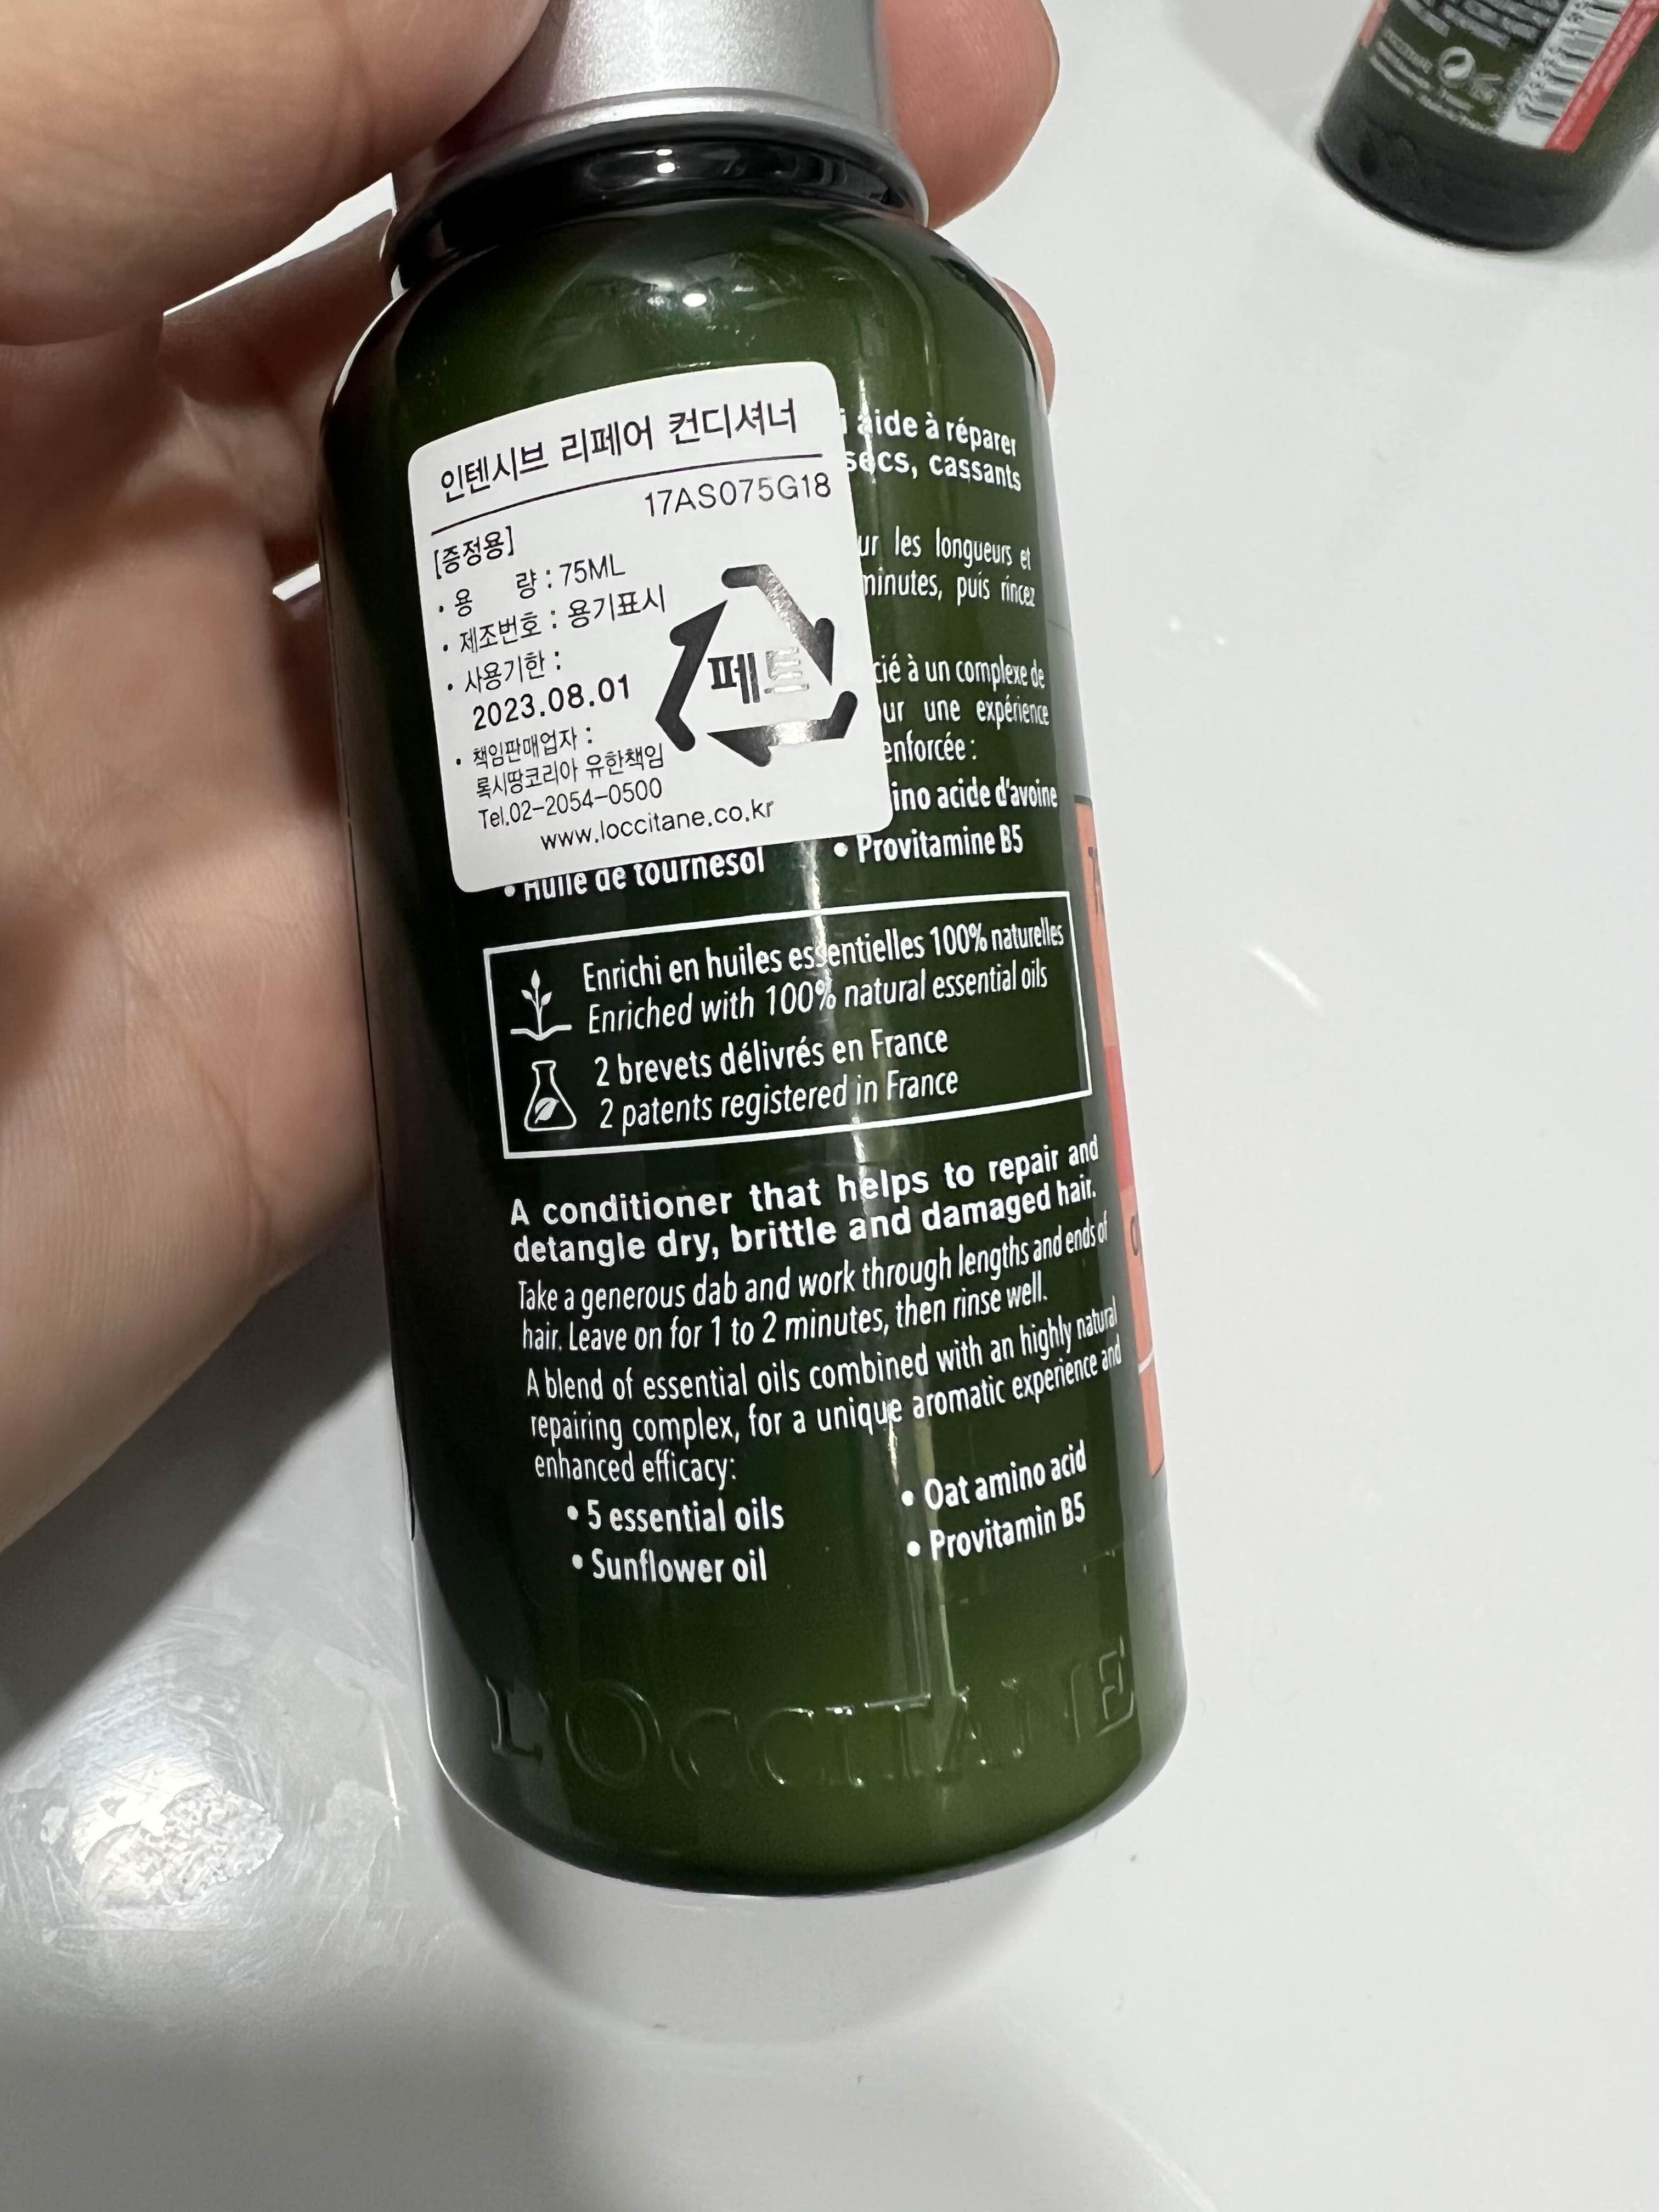 인텐시브 리페어 컨디셔너
17AS075G18
[증정용]
· 용 량 : 75ML
· 제조번호 : 용기표시
· 사용기한 :
2023.08.01
· 책임판매업자 :
록시땅코리아 유한책임
Tel.02-2054-0500
www.loccitane.co.kr
페트
aide à réparer
secs, cassants
les longueurs et
minutes, puis rincez
à un complexe de
une expérience
acide d'avoine
• Huile de tournesol
• Provitamine B5
Enrichi en huiles essentielles 100% naturelles
Enriched with 100% natural essential oils
2 brevets délivrés en France
2 patents registered in France
A conditioner that helps to repair and
detangle dry, brittle and damaged hair.
Take a generous dab and work through lengths and ends of
hair. Leave on for 1 to 2 minutes, then rinse well.
A blend of essential oils combined with an highly natural
repairing complex, for a unique aromatic experience and
enhanced efficacy:
• 5 essential oils
• Oat amino acid
• Sunflower oil
• Provitamin B5
L'OCCITANE